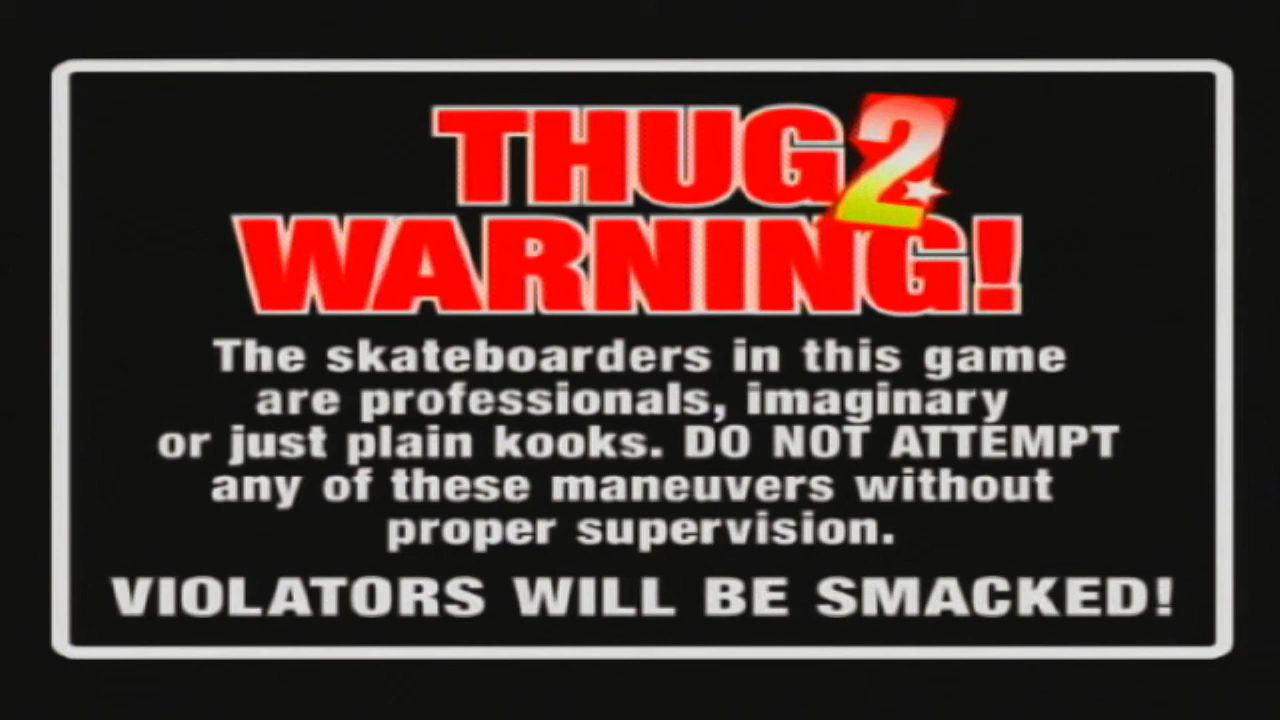 THUG2
WARNING!
The skateboarders in this game
are professionals, imaginary
or just plain kooks. DO NOT ATTEMPT
any of these maneuvers without
proper supervision.
VIOLATORS WILL BE SMACKED!